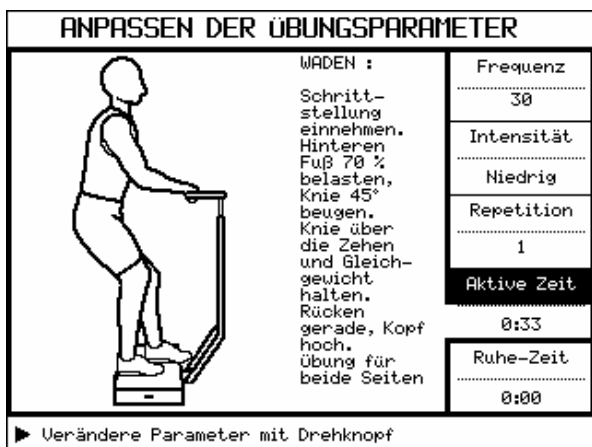 ANPASSEN DER ÜBUNGSPARAMETER
WADEN :
Schritt-
stellung
einnehmen.
Hinteren
Fuß 70 %
belasten,
Knie 45°
beugen.
Knie über
die Zehen
und Gleich-
gewicht
halten.
Rücken
gerade, Kopf
hoch.
Übung für
beide Seiten
Frequenz
30
Intensität
Niedrig
Repetition
1
Aktive Zeit
0:33
Ruhe-Zeit
0:00
▶ Verändere Parameter mit Drehknopf